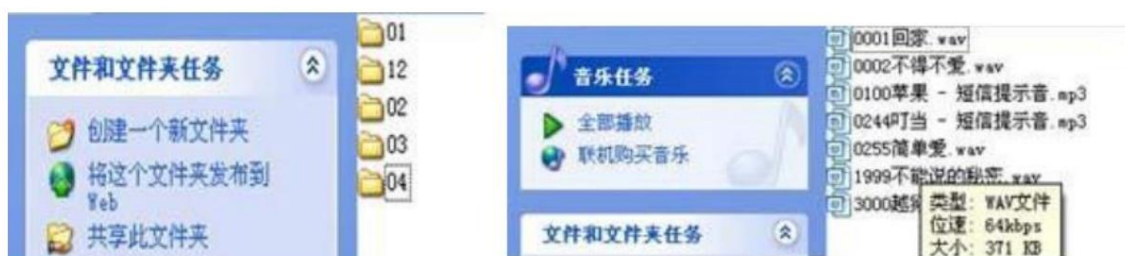 文件和文件夹任务
创建一个新文件夹
将这个文件夹发布到
Web
共享此文件夹
01
12
02
03
04
音乐任务
全部播放
联机购买音乐
文件和文件夹任务
0001回家.wav
0002不得不爱.wav
0100苹果 - 短信提示音.mp3
0244叮当 - 短信提示音.mp3
0255简单爱.wav
1999不能说的秘密.wav
3000越狱
类型: WAV文件
位速: 64kbps
大小: 371 KB